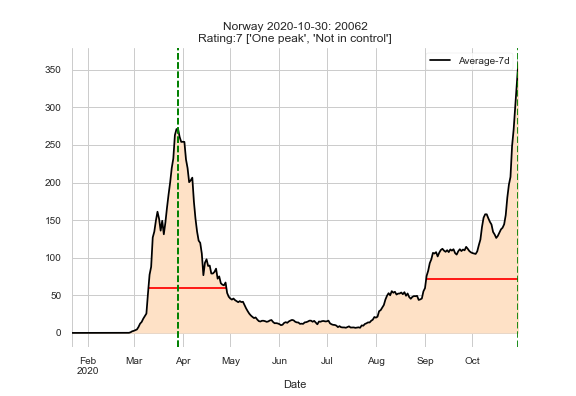 Norway 2020-10-30: 20062
Rating:7 ['One peak', 'Not in control']
Average-7d
350
300
250
200
150
100
50
0
Feb
2020
Mar
Apr
May
Jun
Jul
Aug
Sep
Oct
Date